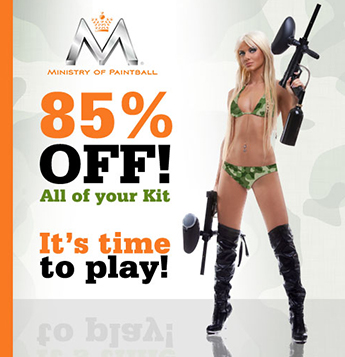 M
MINISTRY OF PAINTBALL
85%
OFF!
All of your Kit
It's time
to play!